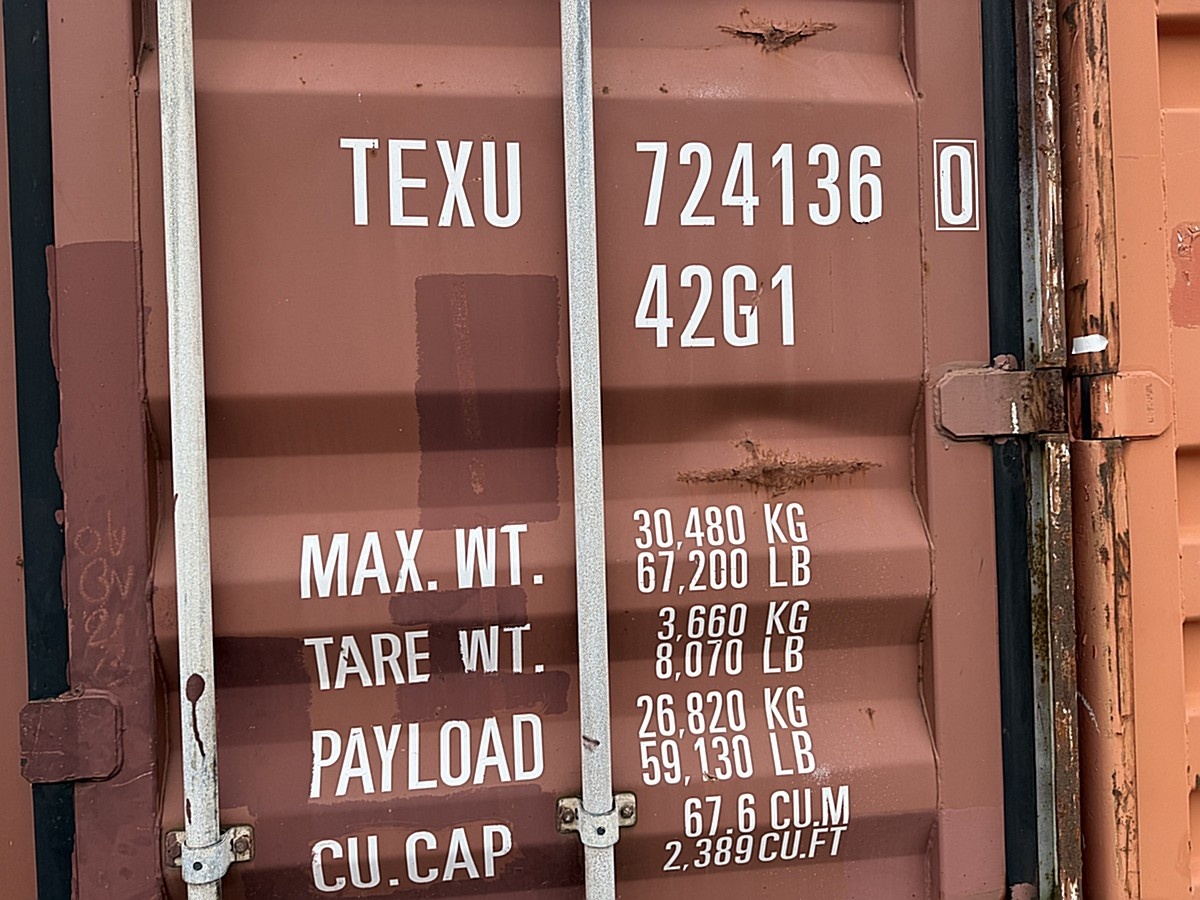 TEXU 724136 0
42G1
MAX. WT. 30,480 KG
67,200 LB
TARE WT. 3,660 KG
8,070 LB
PAYLOAD 26,820 KG
59,130 LB
CU.CAP 67.6 CU.M
2,389 CU.FT